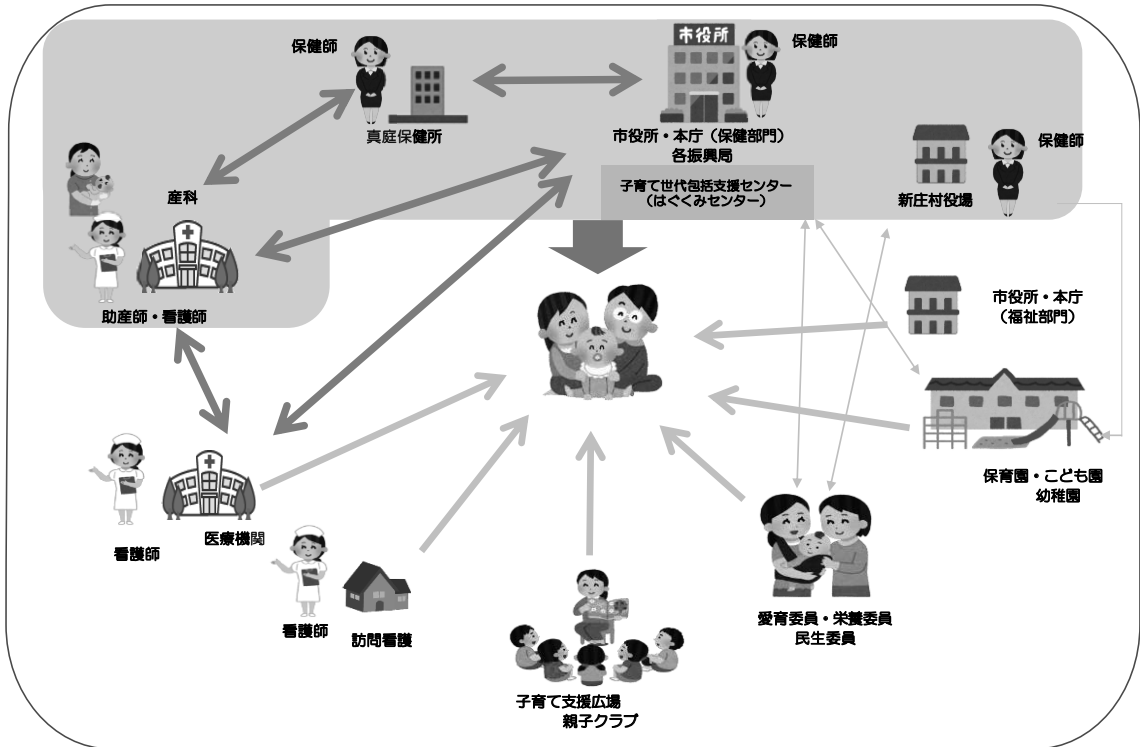 保健師
市役所
保健師
真庭保健所
市役所・本庁（保健部門）
各振興局
保健師
子育て世代包括支援センター
（はぐくみセンター）
新庄村役場
産科
助産師・看護師
市役所・本庁
（福祉部門）
保育園・こども園
幼稚園
看護師
医療機関
看護師
訪問看護
愛育委員・栄養委員
民生委員
子育て支援広場
親子クラブ